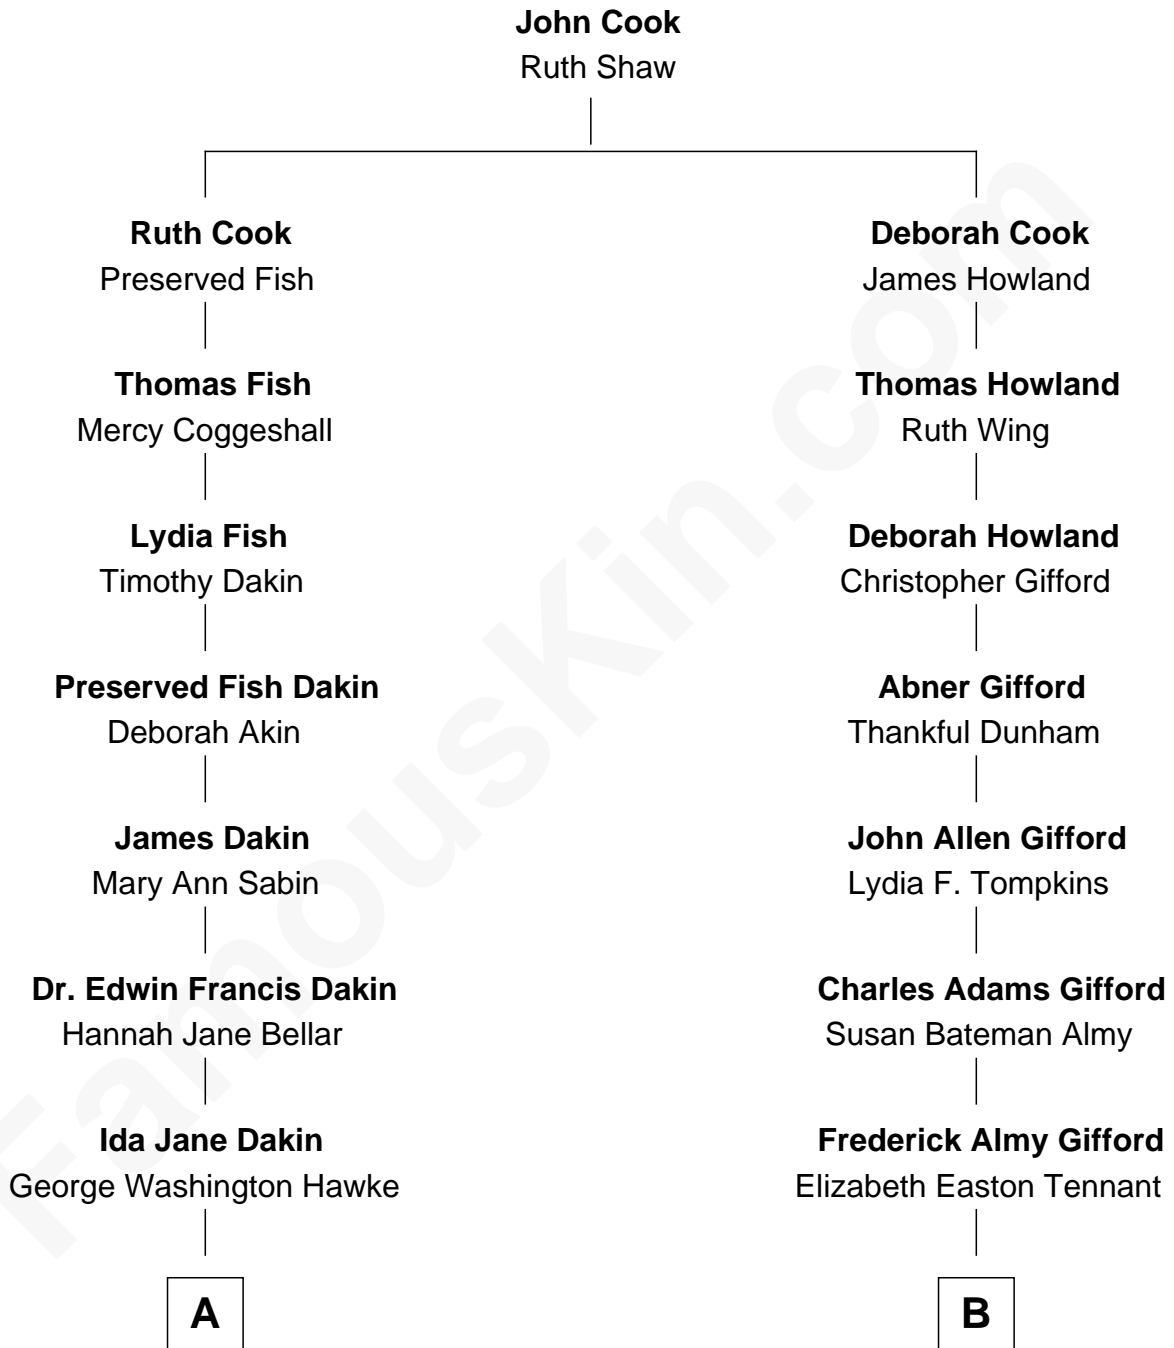 John Cook
Ruth Shaw
Ruth Cook
Preserved Fish
Deborah Cook
James Howland
Thomas Fish
Mercy Coggeshall
Thomas Howland
Ruth Wing
Lydia Fish
Timothy Dakin
Deborah Howland
Christopher Gifford
Preserved Fish Dakin
Deborah Akin
Abner Gifford
Thankful Dunham
James Dakin
Mary Ann Sabin
John Allen Gifford
Lydia F. Tompkins
Dr. Edwin Francis Dakin
Hannah Jane Bellar
Charles Adams Gifford
Susan Bateman Almy
Ida Jane Dakin
George Washington Hawke
Frederick Almy Gifford
Elizabeth Easton Tennant
A
B
FamousKin.com